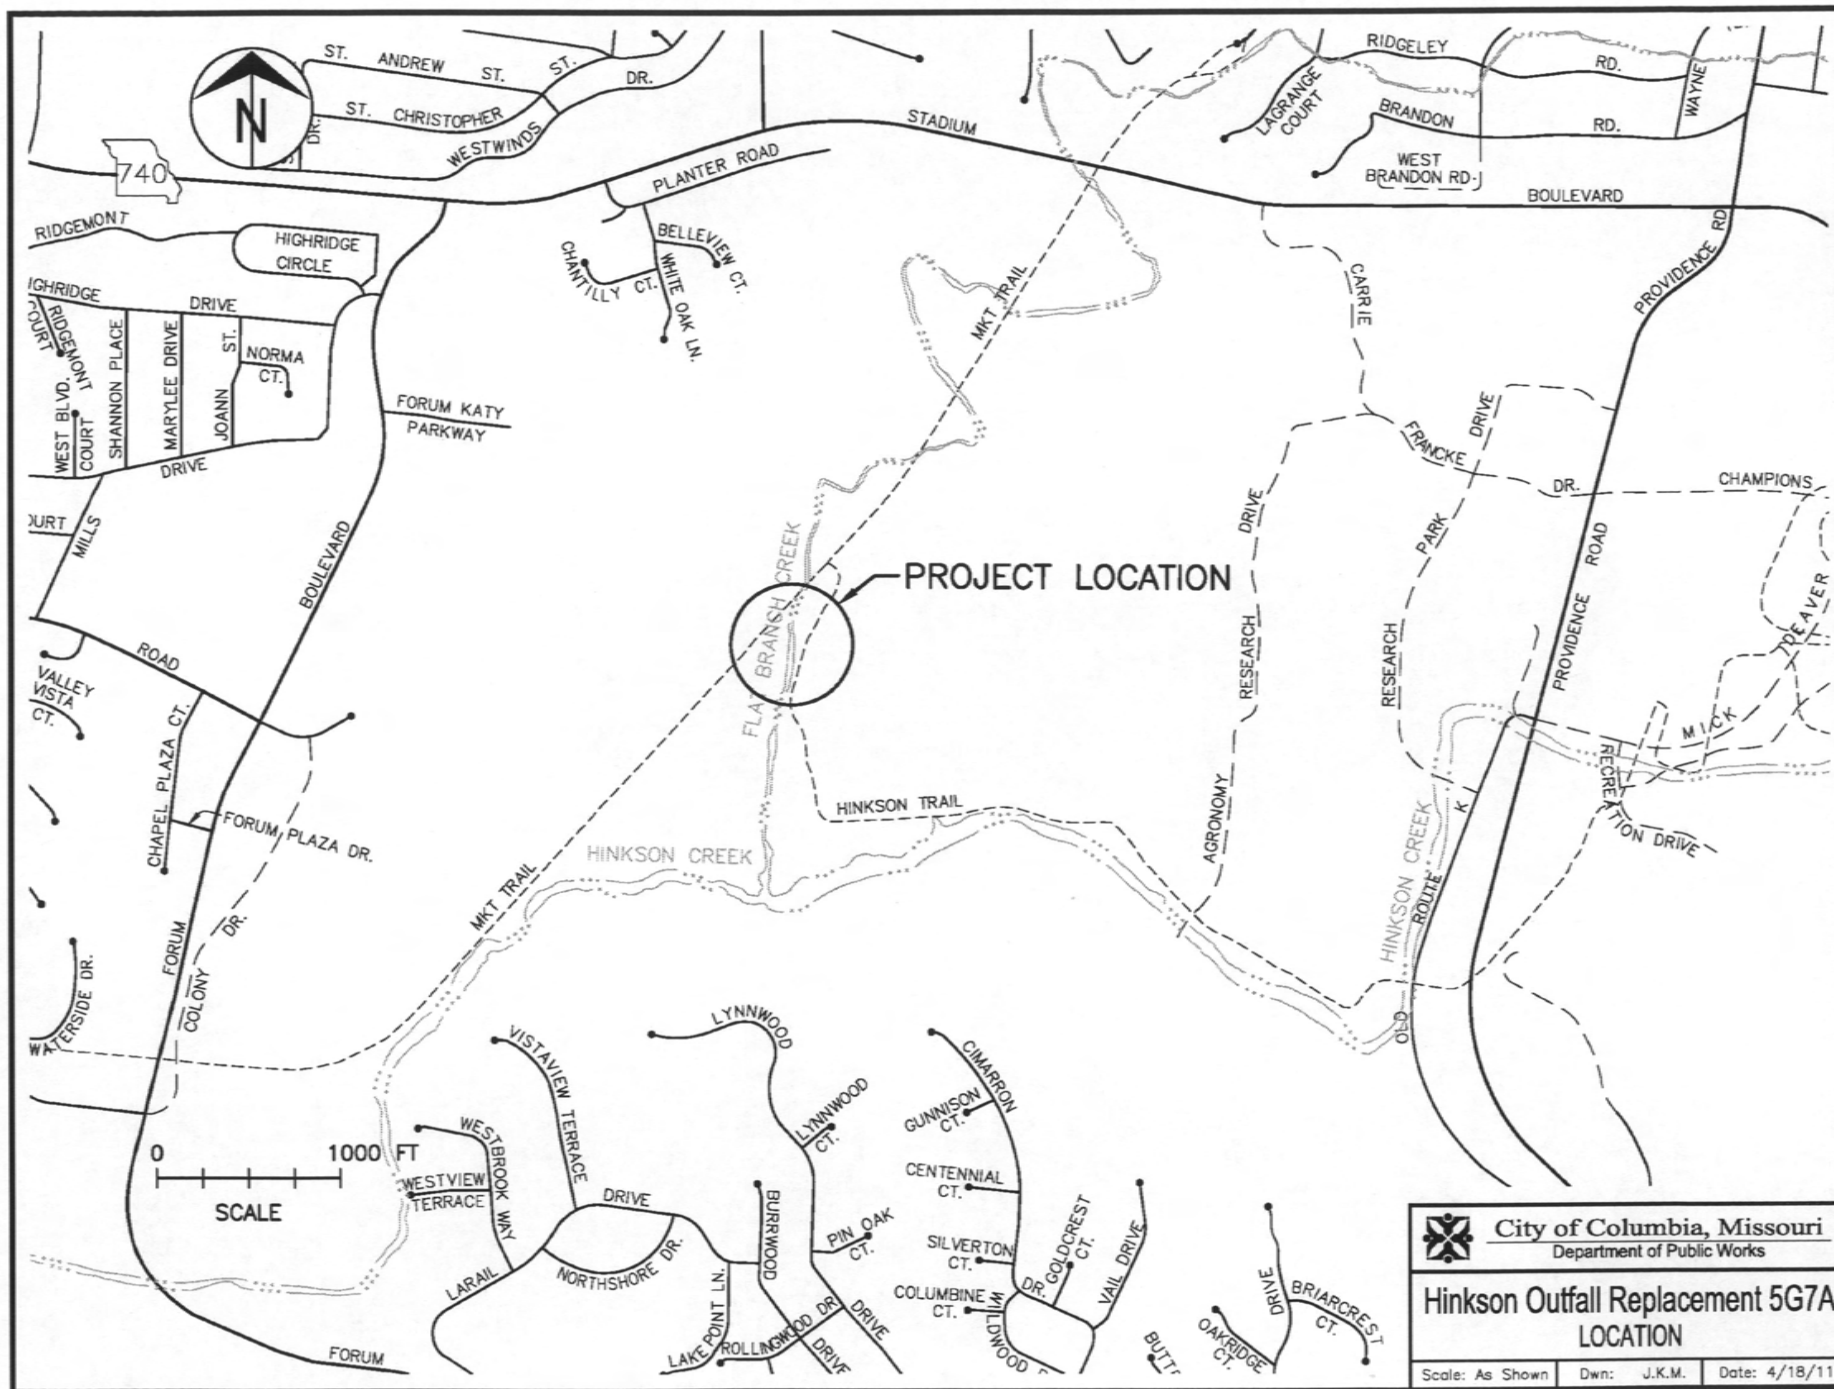 ST. ANDREW ST.
ST.
DR.
ST. CHRISTOPHER
DR.
WESTWINDS
N
740
STADIUM
BOULEVARD
PLANTER ROAD
RIDGELEY RD.
LAGRANGE
COURT
BRANDON RD.
WAYNE
WEST
BRANDON RD.
RIDGEMONT
HIGHRIDGE
CIRCLE
IGHRIDGE DRIVE
RIDGEMONT
COURT
WEST BLVD.
COURT
SHANNON PLACE
MARYLEE DRIVE
JOANN ST.
NORMA
CT.
DRIVE
OURT
MILLS
FORUM KATY
PARKWAY
CHANTILLY CT.
BELLEVIEW CT.
WHITE OAK LN.
MKT TRAIL
CARRIE
FRANCKE DR.
PROVIDENCE RD
CHAMPIONS
RESEARCH PARK DRIVE
AGRONOMY RESEARCH DRIVE
PROVIDENCE ROAD
BOULEVARD
FLAT BRANCH CREEK
PROJECT LOCATION
ROAD
VALLEY
VISTA
CT.
CHAPEL PLAZA CT.
FORUM PLAZA DR.
FORUM
COLONY DR.
WATERSIDE DR.
MKT TRAIL
HINKSON CREEK
HINKSON TRAIL
HINKSON CREEK
OLD ROUTE K
MICK DEAVER
RECREATION DRIVE
LYNNWOOD
VISTAVIEW TERRACE
WESTBROOK WAY
WESTVIEW
TERRACE
LYNNWOOD
CT.
CIMARRON
GUNNISON
CT.
CENTENNIAL
CT.
SILVERTON
CT.
COLUMBINE
CT.
GOLDCREST
CT.
VAIL DRIVE
WILDWOOD
DR.
LARAIL DRIVE
NORTHSHORE DR.
BURRWOOD
DRIVE
PIN OAK
CT.
LAKE POINT LN.
ROLLINGWOOD DR.
DRIVE
BUTT
OAKRIDGE
CT.
DRIVE
BRIARCREST
CT.
FORUM
0 1000 FT
SCALE
City of Columbia, Missouri
Department of Public Works
Hinkson Outfall Replacement 5G7A
LOCATION
Scale: As Shown Dwn: J.K.M. Date: 4/18/11